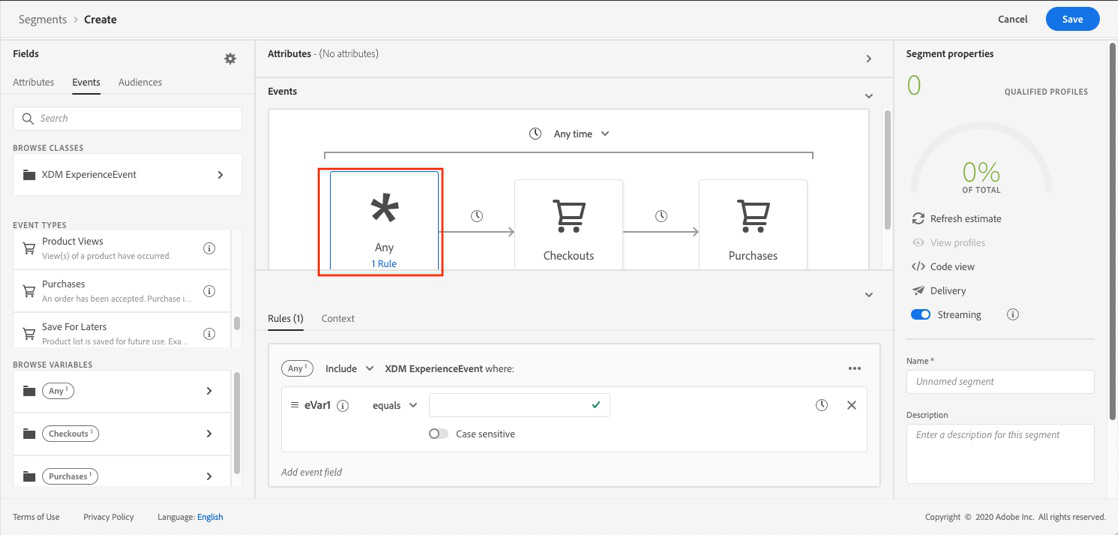 Segments > Create
Cancel
Save
Fields
Attributes Events Audiences
Search
BROWSE CLASSES
XDM ExperienceEvent
EVENT TYPES
Product Views
View(s) of a product have occurred.
Purchases
An order has been accepted. Purchase i...
Save For Laters
Product list is saved for future use. Exa...
BROWSE VARIABLES
Any 1
Checkouts 1
Purchases 1
Attributes - (No attributes)
Events
Any time
Any
1 Rule
Checkouts
Purchases
Rules (1) Context
Any 1 Include XDM ExperienceEvent where:
eVar1 equals
Case sensitive
Add event field
Segment properties
0 QUALIFIED PROFILES
0%
OF TOTAL
Refresh estimate
View profiles
Code view
Delivery
Streaming
Name *
Unnamed segment
Description
Enter a description for this segment
Terms of Use Privacy Policy Language: English
Copyright © 2020 Adobe Inc. All rights reserved.